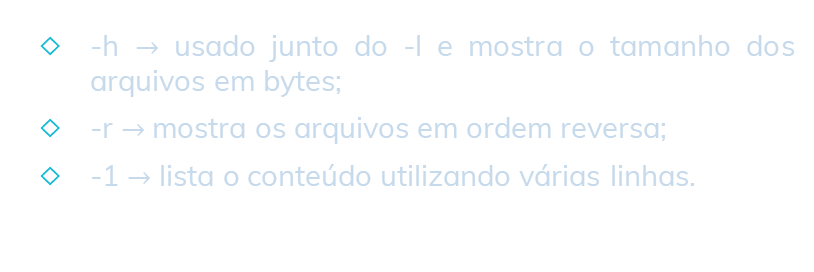 -h → usado junto do -l e mostra o tamanho dos
arquivos em bytes;
-r → mostra os arquivos em ordem reversa;
-1 → lista o conteúdo utilizando várias linhas.